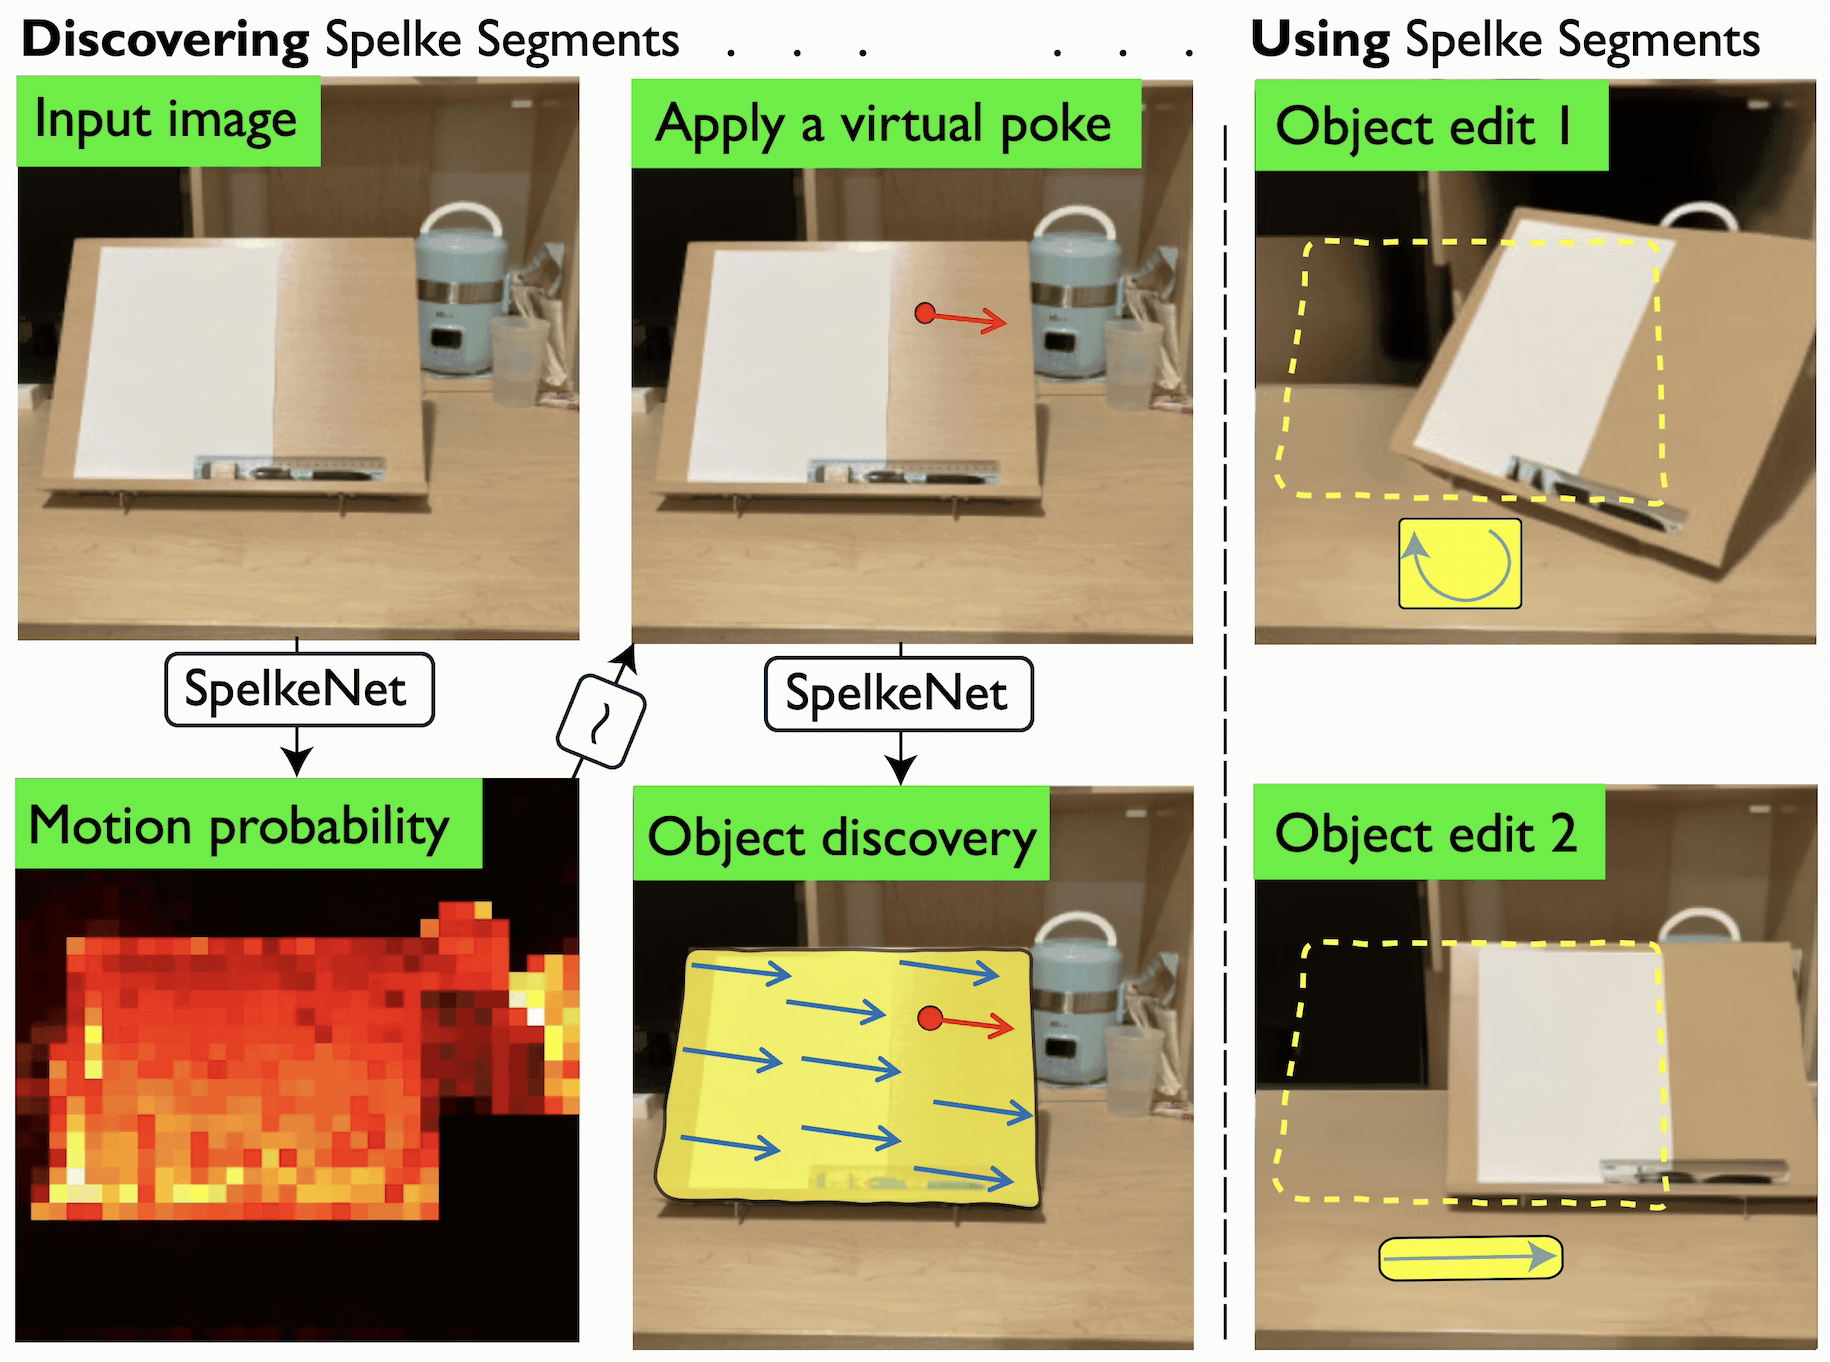 Discovering Spelke Segments . . . . . . Using Spelke Segments
Input image
Apply a virtual poke
Object edit 1
SpelkeNet
SpelkeNet
~
Motion probability
Object discovery
Object edit 2